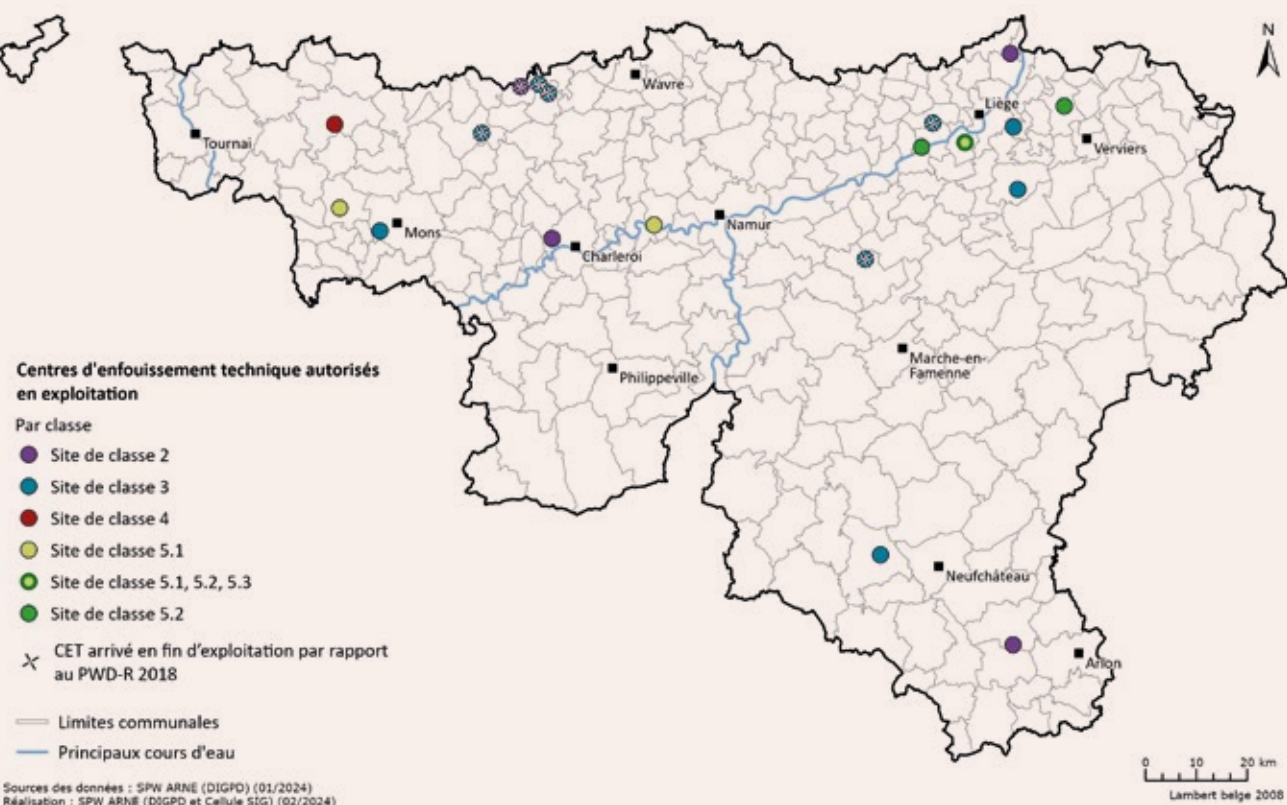 N
Wavre
Liège
Tournai
Verviers
Mons
Namur
Charleroi
Marche-en-
Famenne
Philippeville
Neufchâteau
Arlon
Centres d'enfouissement technique autorisés
en exploitation
Par classe
Site de classe 2
Site de classe 3
Site de classe 4
Site de classe 5.1
Site de classe 5.1, 5.2, 5.3
Site de classe 5.2
CET arrivé en fin d’exploitation par rapport
au PWD-R 2018
Limites communales
Principaux cours d'eau
Sources des données : SPW ARNE (DIGPD) (01/2024)
Réalisation : SPW ARNE (DIGPD et Cellule SIG) (02/2024)
0 10 20 km
Lambert belge 2008